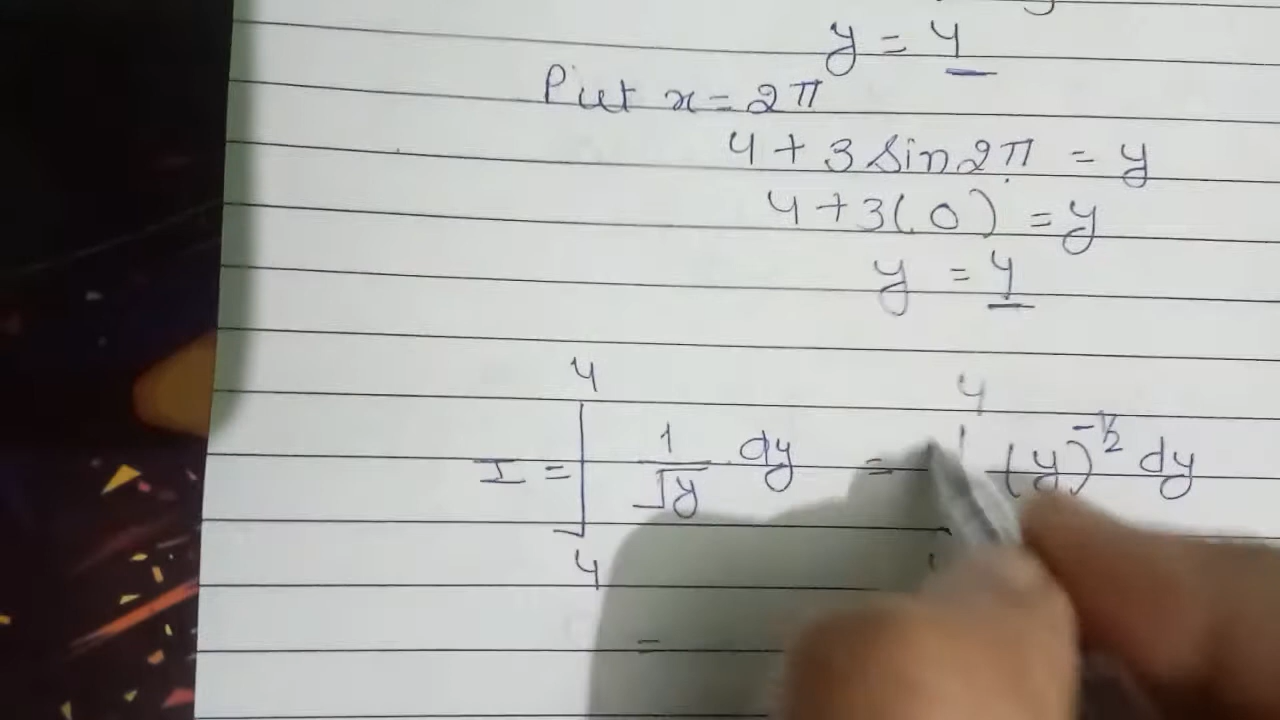 y = 4
Put x = 2π
4 + 3 sin 2π = y
4 + 3(0) = y
y = 4
4
I = ∫ 1/√y dy = (y)^-1/2 dy
4
=